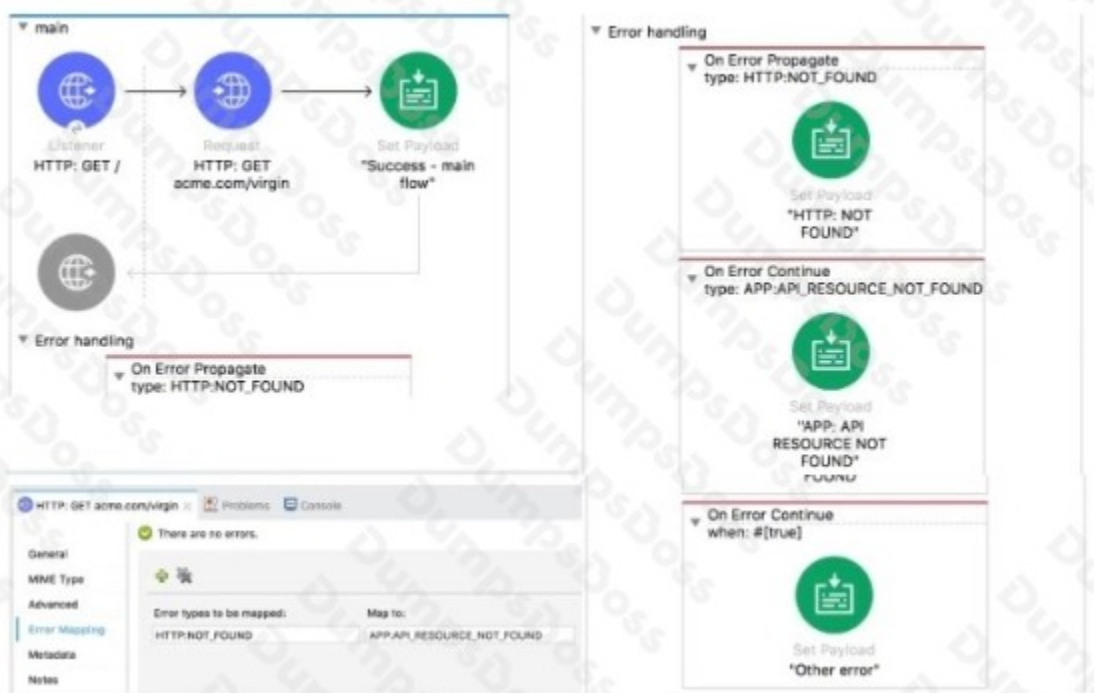 main
Listener
HTTP: GET /
Request
HTTP: GET
acme.com/virgin
Set Payload
"Success - main
flow"
Error handling
On Error Propagate
type: HTTP:NOT_FOUND
Error handling
On Error Propagate
type: HTTP:NOT_FOUND
Set Payload
"HTTP: NOT
FOUND"
On Error Continue
type: APP:API_RESOURCE_NOT_FOUND
Set Payload
"APP: API
RESOURCE NOT
FOUND"
FOUND"
On Error Continue
when: #[true]
Set Payload
"Other error"
HTTP: GET acme.com/virgin
Problems
Console
There are no errors.
General
MIME Type
Advanced
Error Mapping
Metadata
Notes
Error types to be mapped:
Map to:
HTTP:NOT_FOUND
APP:API_RESOURCE_NOT_FOUND
DumpsDoss